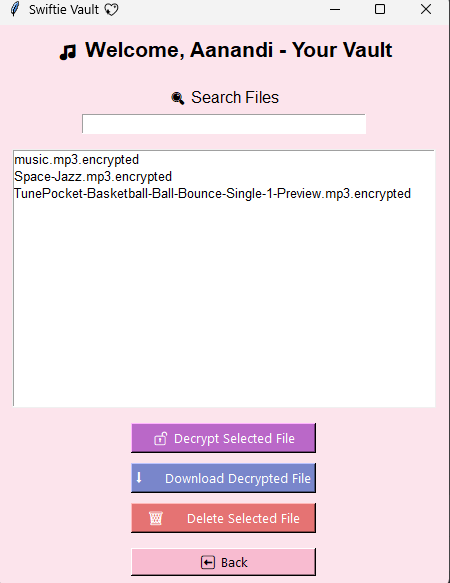 Swiftie Vault
Welcome, Aanandi - Your Vault
Search Files
music.mp3.encrypted
Space-Jazz.mp3.encrypted
TunePocket-Basketball-Ball-Bounce-Single-1-Preview.mp3.encrypted
Decrypt Selected File
Download Decrypted File
Delete Selected File
Back